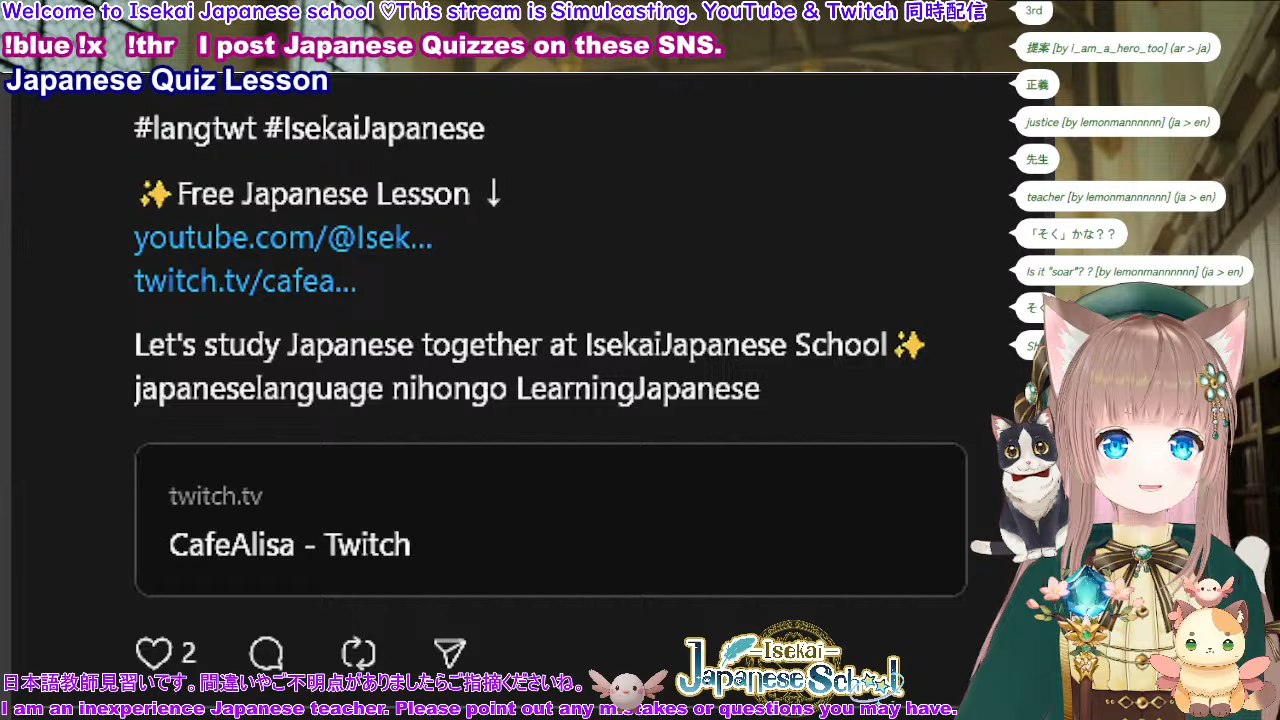 Welcome to Isekai Japanese school ♡This stream is Simulcasting. YouTube & Twitch 同時配信
!blue !x !thr I post Japanese Quizzes on these SNS.
Japanese Quiz Lesson
#langtwt #IsekaiJapanese
✨Free Japanese Lesson ↓
youtube.com/@Isek...
twitch.tv/cafea...
Let's study Japanese together at IsekaiJapanese School✨
japaneselanguage nihongo LearningJapanese
twitch.tv
CafeAlisa - Twitch
2
3rd
提案 [by i_am_a_hero_too] (ar > ja)
正義
justice [by lemonmannnnnn] (ja > en)
先生
teacher [by lemonmannnnnn] (ja > en)
「そく」かな？？
Is it "soar"? ? [by lemonmannnnnn] (ja > en)
そく
Sh
Isekai
Japanese School
日本語教師見習いです。間違いやご不明点がありましたらご指摘くださいね。
I am an inexperience Japanese teacher. Please point out any mistakes or questions you may have.